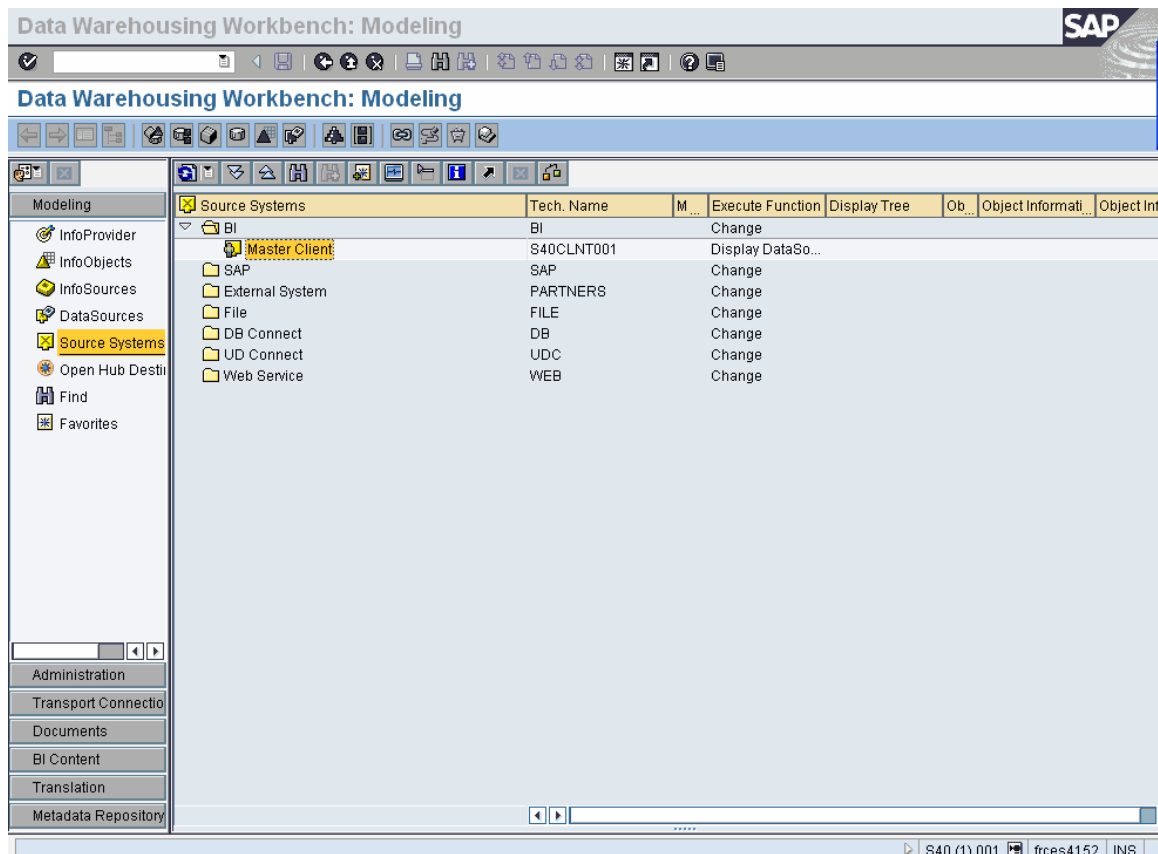 Data Warehousing Workbench: Modeling
SAP
Data Warehousing Workbench: Modeling
Modeling
InfoProvider
InfoObjects
InfoSources
DataSources
Source Systems
Open Hub Desti
Find
Favorites
Administration
Transport Connectio
Documents
BI Content
Translation
Metadata Repository
Source Systems Tech. Name M... Execute Function Display Tree Ob... Object Informati... Object Inf
BI BI Change
Master Client S40CLNT001 Display DataSo...
SAP SAP Change
External System PARTNERS Change
File FILE Change
DB Connect DB Change
UD Connect UDC Change
Web Service WEB Change
S40 (1) 001 frces4152 INS